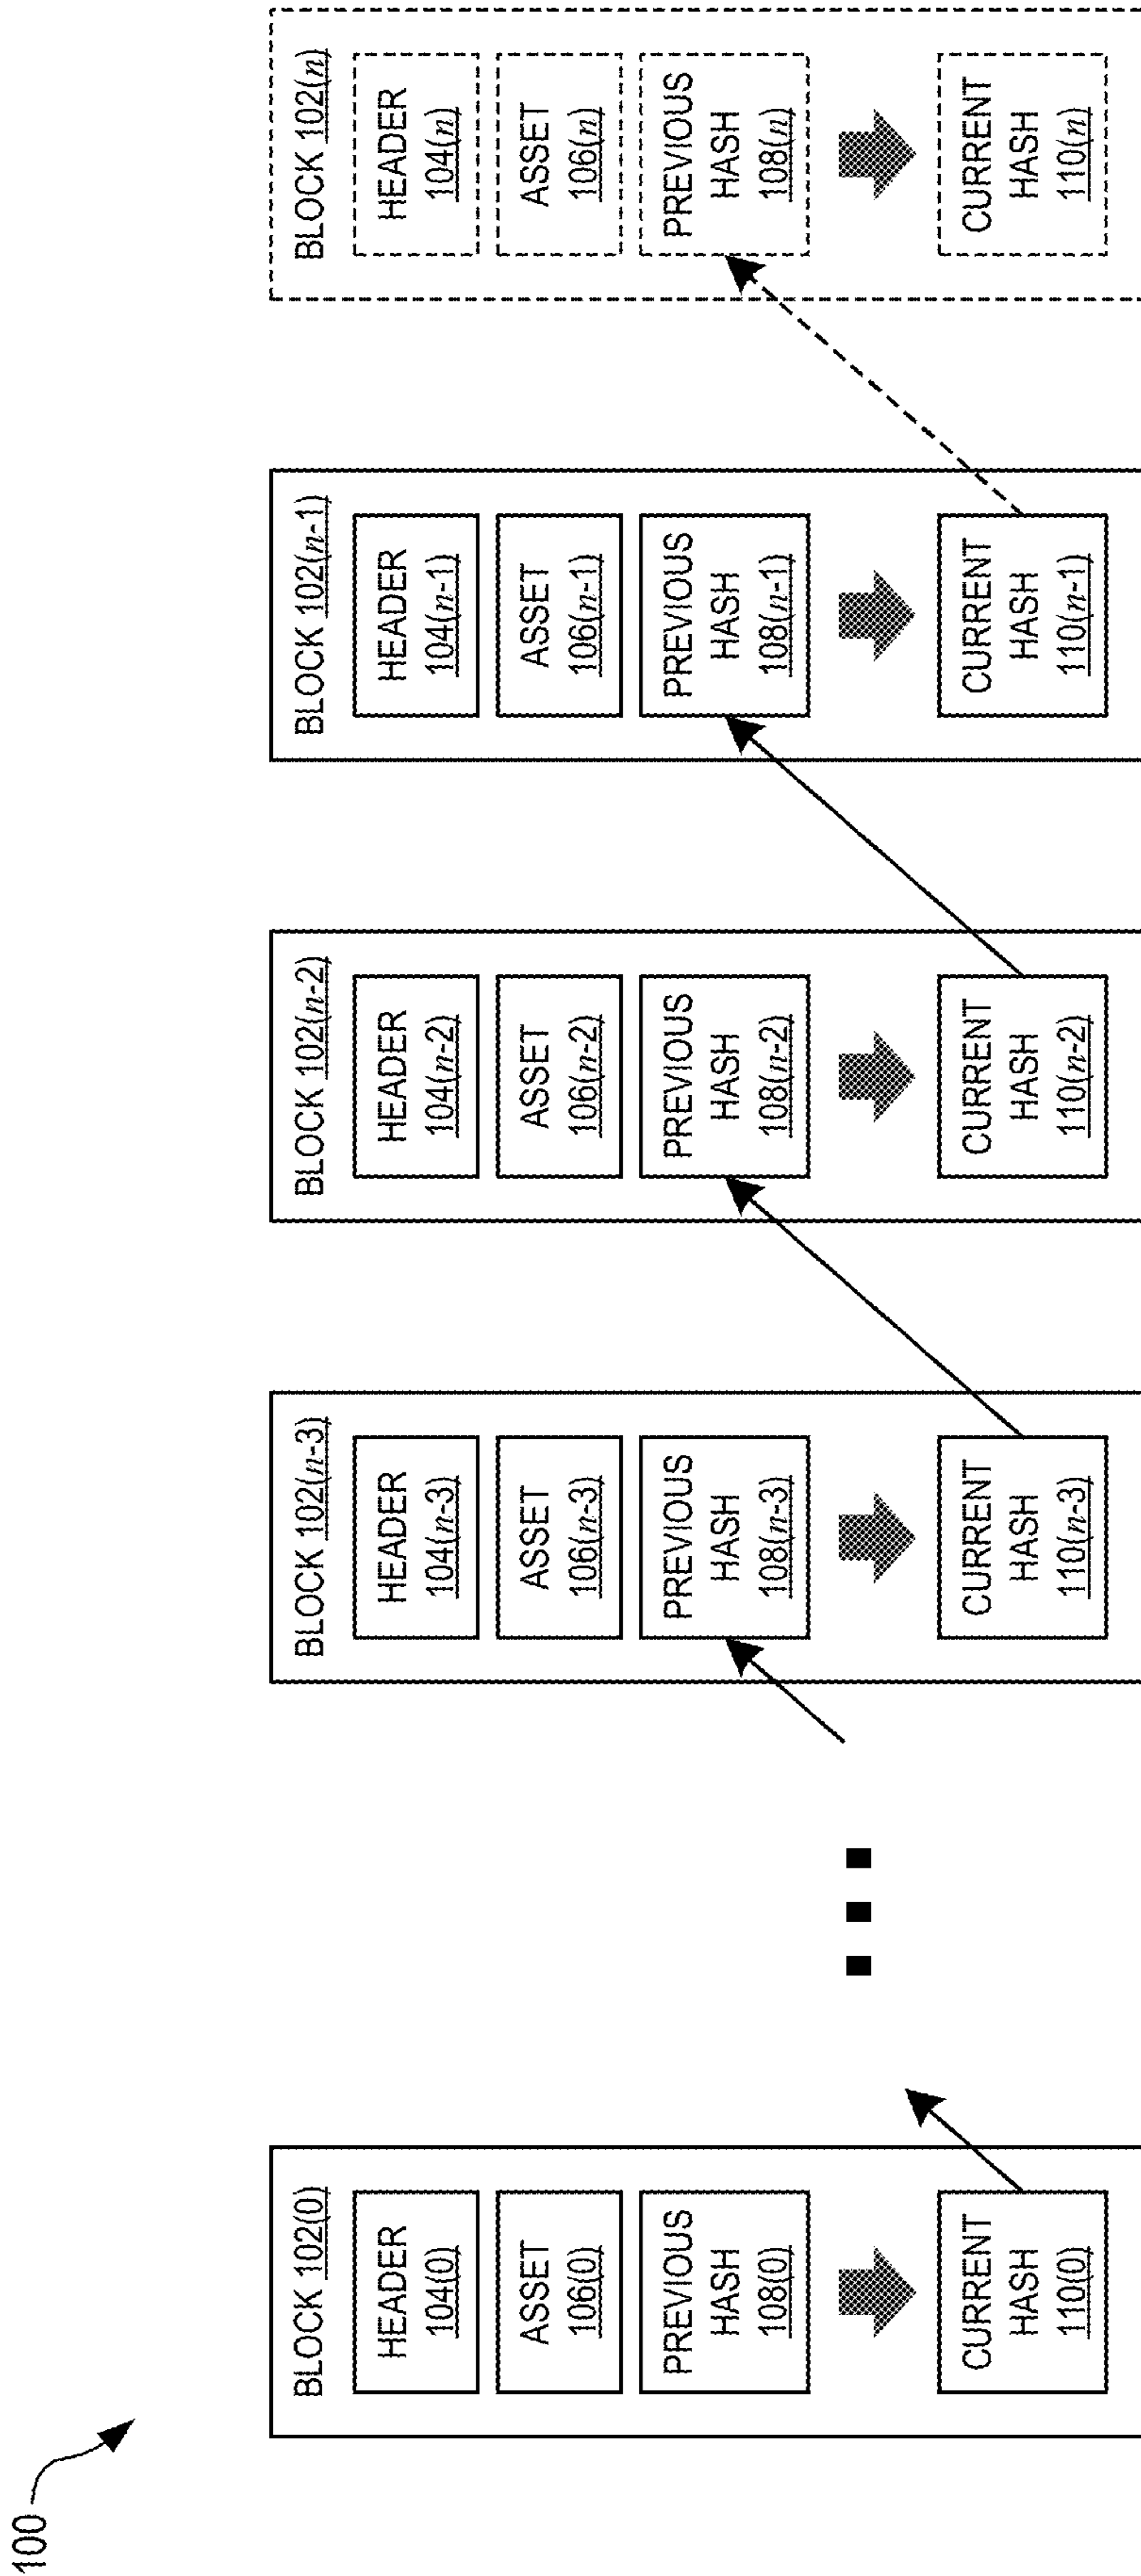 100
BLOCK 102(0)
HEADER
104(0)
ASSET
106(0)
PREVIOUS
HASH
108(0)
CURRENT
HASH
110(0)
BLOCK 102(n-3)
HEADER
104(n-3)
ASSET
106(n-3)
PREVIOUS
HASH
108(n-3)
CURRENT
HASH
110(n-3)
BLOCK 102(n-2)
HEADER
104(n-2)
ASSET
106(n-2)
PREVIOUS
HASH
108(n-2)
CURRENT
HASH
110(n-2)
BLOCK 102(n-1)
HEADER
104(n-1)
ASSET
106(n-1)
PREVIOUS
HASH
108(n-1)
CURRENT
HASH
110(n-1)
BLOCK 102(n)
HEADER
104(n)
ASSET
106(n)
PREVIOUS
HASH
108(n)
CURRENT
HASH
110(n)